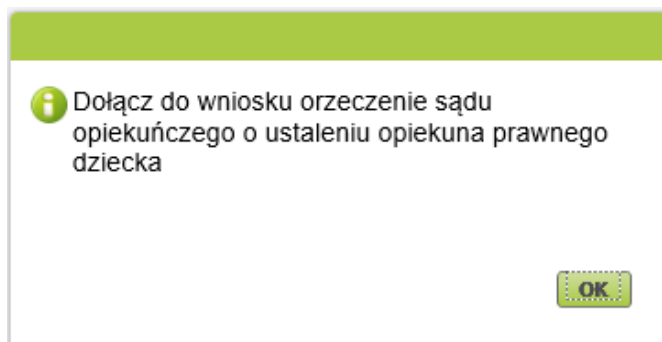 Dołącz do wniosku orzeczenie sądu
opiekuńczego o ustaleniu opiekuna prawnego
dziecka
OK